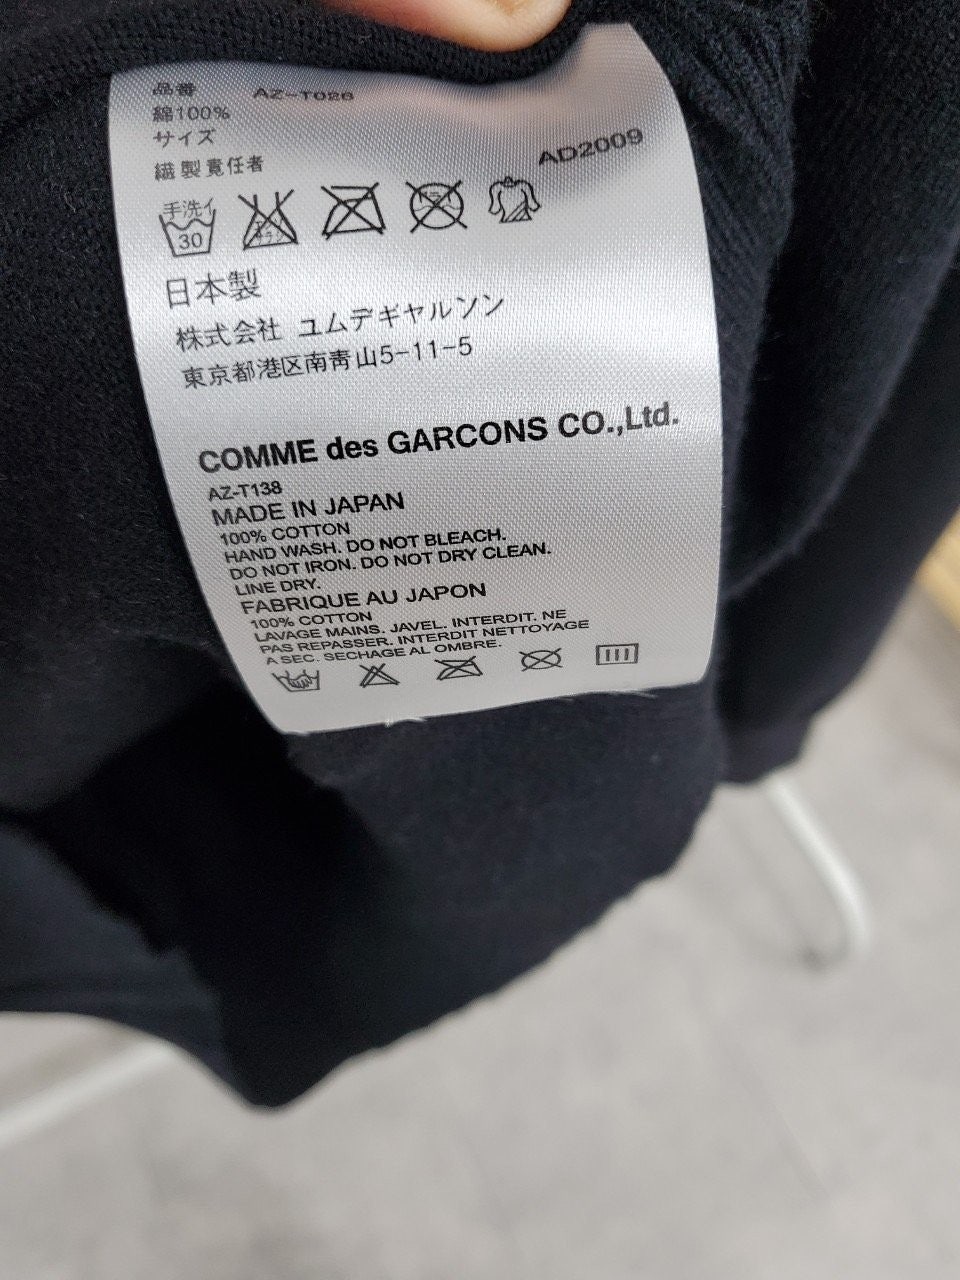 品番 AZ-T026
綿100%
サイズ
繊製責任者 AD2009
手洗イ
30
日本製
株式会社 ユムデギャルソン
東京都港区南青山5-11-5
COMME des GARCONS CO.,Ltd.
AZ-T138
MADE IN JAPAN
100% COTTON
HAND WASH. DO NOT BLEACH.
DO NOT IRON. DO NOT DRY CLEAN.
LINE DRY.
FABRIQUE AU JAPON
100% COTTON
LAVAGE MAINS. JAVEL. INTERDIT. NE
PAS REPASSER. INTERDIT NETTOYAGE
A SEC. SECHAGE AL OMBRE.